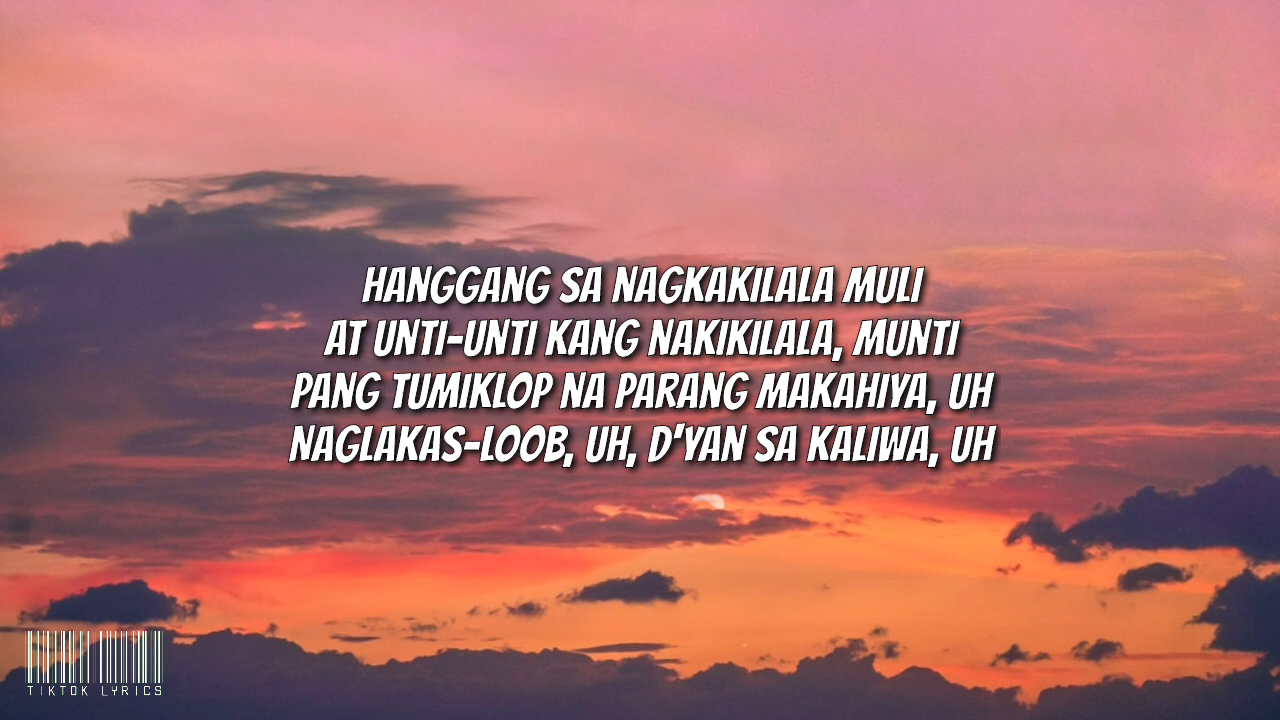 HANGGANG SA NAGKAKILALA MULI
AT UNTI-UNTI KANG NAKIKILALA, MUNTI
PANG TUMIKLOP NA PARANG MAKAHIYA, UH
NAGLAKAS-LOOB, UH, D'YAN SA KALIWA, UH
TIKTOK LYRICS